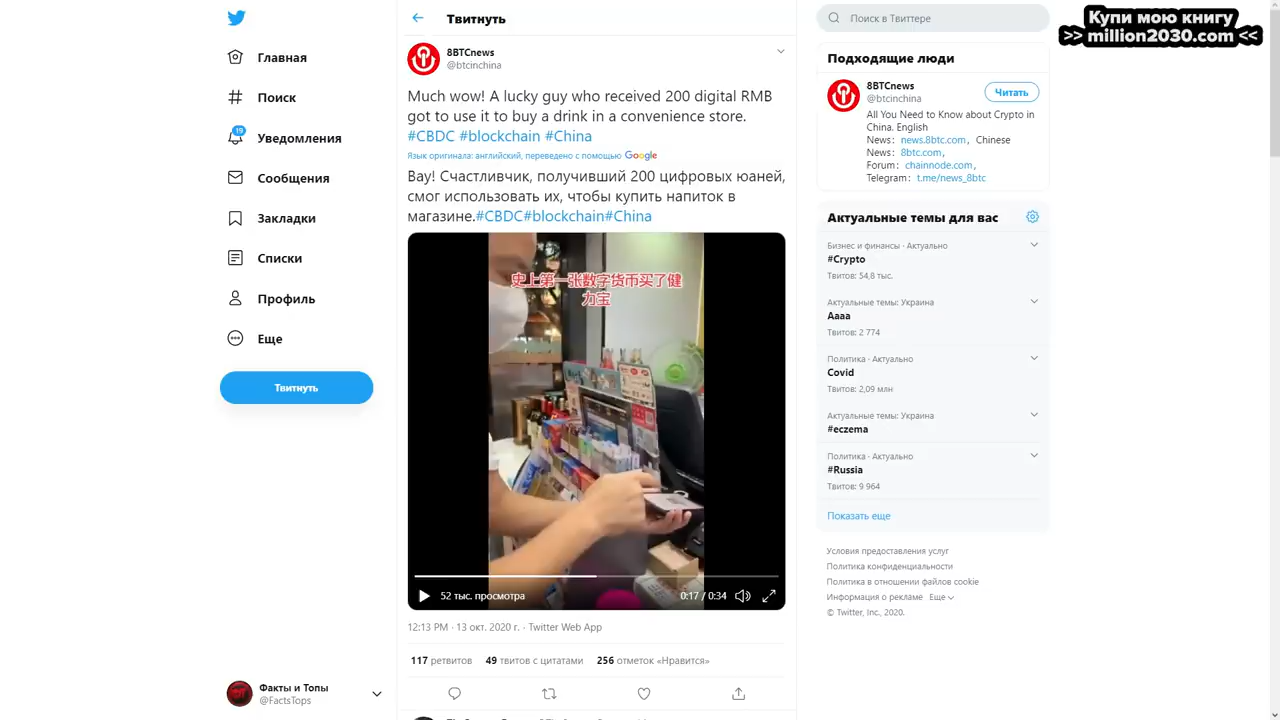 Купи мою книгу
>> million2030.com <<
Главная
Поиск
19
Уведомления
Сообщения
Закладки
Списки
Профиль
Еще
Твитнуть
Факты и Топы
@FactsTops
Твитнуть
8BTCnews
@btcinchina
Much wow! A lucky guy who received 200 digital RMB
got to use it to buy a drink in a convenience store.
#CBDC #blockchain #China
Язык оригинала: английский, переведено с помощью Google
Вау! Счастливчик, получивший 200 цифровых юаней,
смог использовать их, чтобы купить напиток в
магазине.#CBDC#blockchain#China
史上第一张数字货币买了健
力宝
52 тыс. просмотра
0:17 / 0:34
12:13 PM · 13 окт. 2020 г. · Twitter Web App
117 ретвитов 49 твитов с цитатами 256 отметок «Нравится»
Поиск в Твиттере
Подходящие люди
8BTCnews
@btcinchina
Читать
All You Need to Know about Crypto in
China. English
News： news.8btc.com， Chinese
News： 8btc.com，
Forum： chainnode.com，
Telegram： t.me/news_8btc
Актуальные темы для вас
Бизнес и финансы · Актуально
#Crypto
Твитов: 54,8 тыс.
Актуальные темы: Украина
Aaaa
Твитов: 2 774
Политика · Актуально
Covid
Твитов: 2,09 млн
Актуальные темы: Украина
#eczema
Политика · Актуально
#Russia
Твитов: 9 964
Показать еще
Условия предоставления услуг
Политика конфиденциальности
Политика в отношении файлов cookie
Информация о рекламе Еще
© Twitter, Inc., 2020.